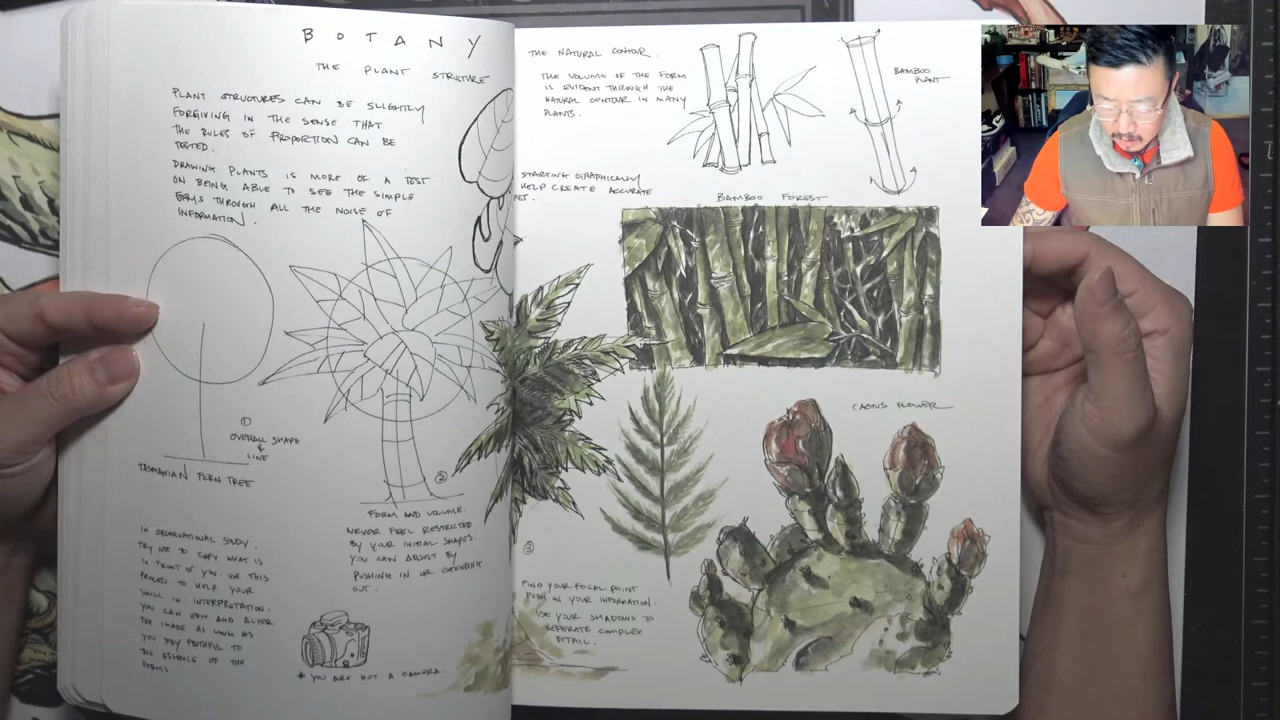 BOTANY
THE PLANT STRUCTURE
PLANT STRUCTURES CAN BE SLIGHTLY
FORGIVING IN THE SENSE THAT
THE RULES OF PROPORTION CAN BE
TESTED.
DRAWING PLANTS IS MORE OF A TEST
ON BEING ABLE TO SEE THE SIMPLE
FORMS THROUGH ALL THE NOISE OF
INFORMATION.
①
OVERALL SHAPE
&
LINE
TASMANIAN FERN TREE
②
FORM AND VOLUME.
NEVER FEEL RESTRICTED
BY YOUR INITIAL SHAPES.
YOU CAN ADJUST BY
PUSHING IN OR EXTENDING
OUT.
IN OBSERVATIONAL STUDY,
TRY NOT TO COPY WHAT IS
IN FRONT OF YOU. USE THIS
PROCESS TO HELP YOUR
SKILL IN INTERPRETATION.
YOU CAN EDIT AND ALTER
THE IMAGE AS LONG AS
YOU STAY FAITHFUL TO
THE ESSENCE OF THE
FORMS.
* YOU ARE NOT A CAMERA.
THE NATURAL CONTOUR.
THE VOLUME OF THE FORM
IS EVIDENT THROUGH THE
NATURAL CONTOUR IN MANY
PLANTS.
BAMBOO
PLANT
STARTING GRAPHICALLY
HELP CREATE ACCURATE
PES.
BAMBOO FOREST
CACTUS FLOWER
③
FIND YOUR FOCAL POINT
PUSH IN YOUR INFORMATION.
USE YOUR SHADOWS TO
SEPERATE COMPLEX
DETAIL.